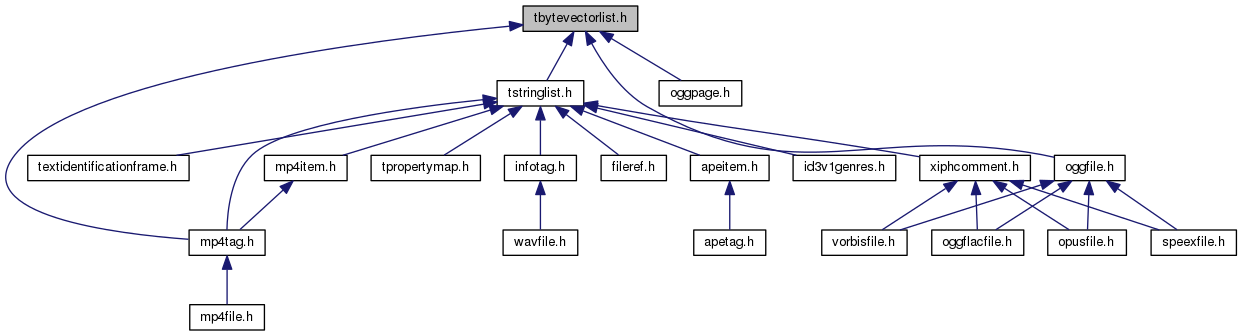 tbytevectorlist.h
tstringlist.h
oggpage.h
textidentificationframe.h
mp4item.h
tpropertymap.h
infotag.h
fileref.h
apeitem.h
id3v1genres.h
xiphcomment.h
oggfile.h
mp4tag.h
wavfile.h
apetag.h
vorbisfile.h
oggflacfile.h
opusfile.h
speexfile.h
mp4file.h